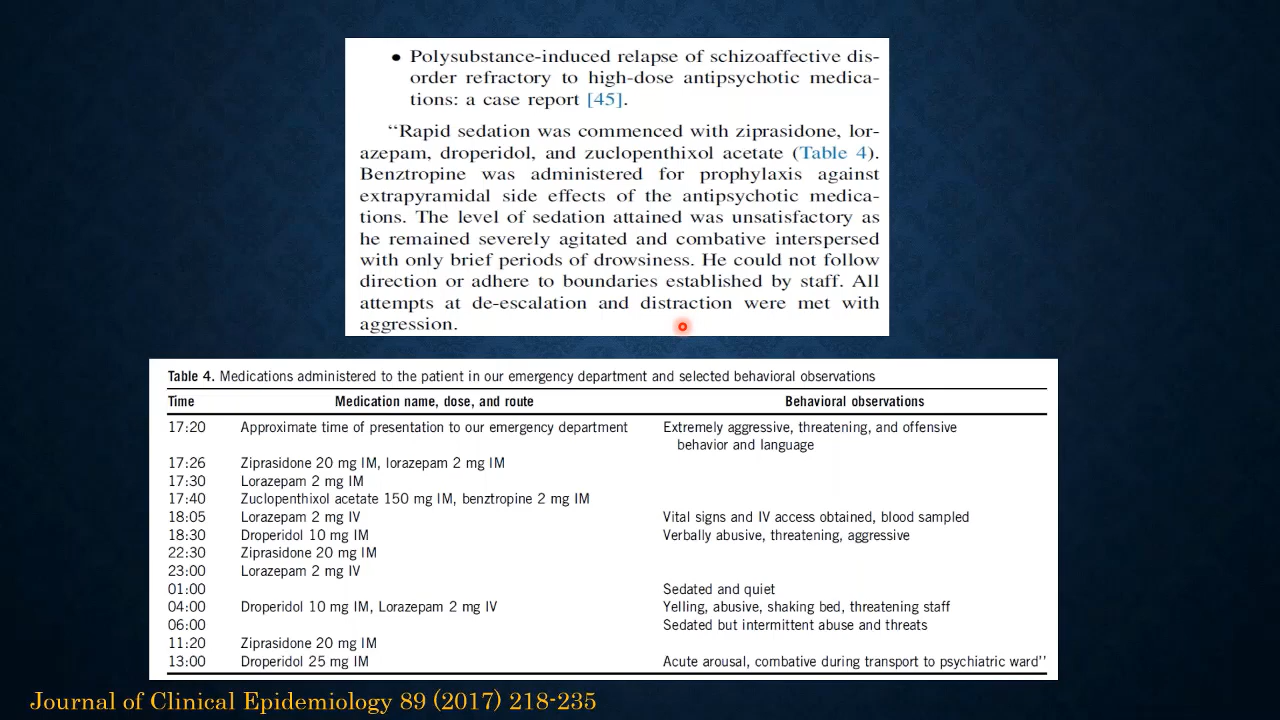 • Polysubstance-induced relapse of schizoaffective dis-
order refractory to high-dose antipsychotic medica-
tions: a case report [45].
“Rapid sedation was commenced with ziprasidone, lor-
azepam, droperidol, and zuclopenthixol acetate (Table 4).
Benztropine was administered for prophylaxis against
extrapyramidal side effects of the antipsychotic medica-
tions. The level of sedation attained was unsatisfactory as
he remained severely agitated and combative interspersed
with only brief periods of drowsiness. He could not follow
direction or adhere to boundaries established by staff. All
attempts at de-escalation and distraction were met with
aggression.
Table 4. Medications administered to the patient in our emergency department and selected behavioral observations
Time Medication name, dose, and route Behavioral observations
17:20 Approximate time of presentation to our emergency department Extremely aggressive, threatening, and offensive
behavior and language
17:26 Ziprasidone 20 mg IM, lorazepam 2 mg IM
17:30 Lorazepam 2 mg IM
17:40 Zuclopenthixol acetate 150 mg IM, benztropine 2 mg IM
18:05 Lorazepam 2 mg IV Vital signs and IV access obtained, blood sampled
18:30 Droperidol 10 mg IM Verbally abusive, threatening, aggressive
22:30 Ziprasidone 20 mg IM
23:00 Lorazepam 2 mg IV
01:00 Sedated and quiet
04:00 Droperidol 10 mg IM, Lorazepam 2 mg IV Yelling, abusive, shaking bed, threatening staff
06:00 Sedated but intermittent abuse and threats
11:20 Ziprasidone 20 mg IM
13:00 Droperidol 25 mg IM Acute arousal, combative during transport to psychiatric ward’’
Journal of Clinical Epidemiology 89 (2017) 218-235